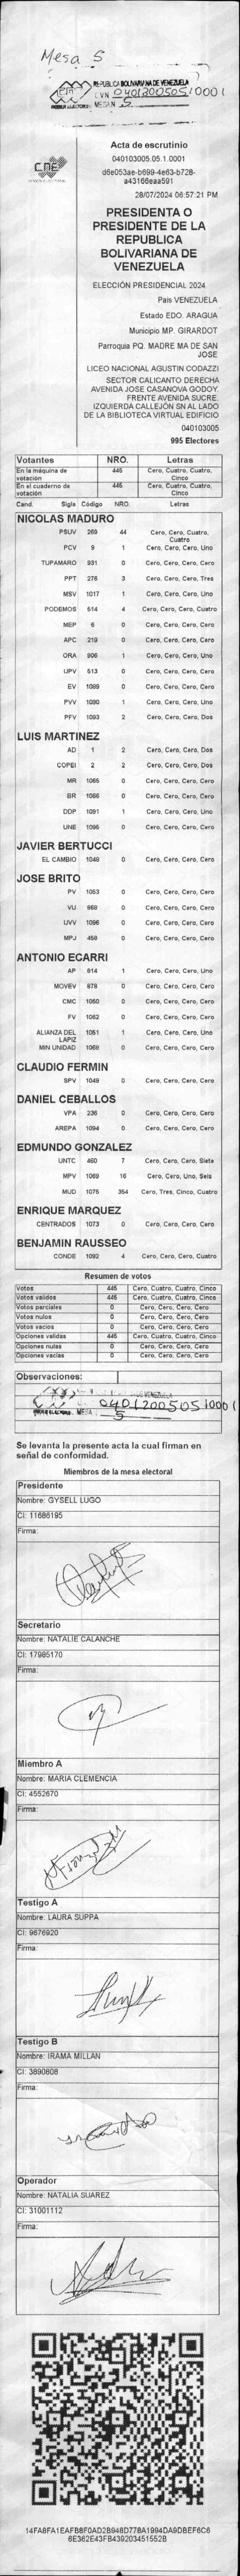 Mesa 5
REPUBLICA BOLIVARIANA DE VENEZUELA
PODER ELECTORAL MESA Nº 5
CNE
Acta de escrutinio
040103005.05.1.0001
d6e053ae-b699-4e63-b728-
a43166eaa591
28/07/2024 06:57:21 PM
PRESIDENTA O
PRESIDENTE DE LA
REPUBLICA
BOLIVARIANA DE
VENEZUELA
ELECCIÓN PRESIDENCIAL 2024
País VENEZUELA
Estado EDO. ARAGUA
Municipio MP. GIRARDOT
Parroquia PQ. MADRE MA DE SAN
JOSE
LICEO NACIONAL AGUSTIN CODAZZI
SECTOR CALICANTO DERECHA
AVENIDA JOSE CASANOVA GODOY.
FRENTE AVENIDA SUCRE.
IZQUIERDA CALLEJÓN SN AL LADO
DE LA BIBLIOTECA VIRTUAL EDIFICIO
040103005
995 Electores
Votantes NRO. Letras
En la máquina de votación 445 Cero, Cuatro, Cuatro, Cinco
En el cuaderno de votación 445 Cero, Cuatro, Cuatro, Cinco
Cand. Sigla Código NRO. Letras
NICOLAS MADURO
PSUV 269 44 Cero, Cero, Cuatro, Cuatro
PCV 9 1 Cero, Cero, Cero, Uno
TUPAMARO 931 0 Cero, Cero, Cero, Cero
PPT 276 3 Cero, Cero, Cero, Tres
MSV 1017 1 Cero, Cero, Cero, Uno
PODEMOS 514 4 Cero, Cero, Cero, Cuatro
MEP 6 0 Cero, Cero, Cero, Cero
APC 219 0 Cero, Cero, Cero, Cero
ORA 906 1 Cero, Cero, Cero, Uno
UPV 513 0 Cero, Cero, Cero, Cero
EV 1089 0 Cero, Cero, Cero, Cero
PVV 1090 1 Cero, Cero, Cero, Uno
PFV 1093 2 Cero, Cero, Cero, Dos
LUIS MARTINEZ
AD 1 2 Cero, Cero, Cero, Dos
COPEI 2 2 Cero, Cero, Cero, Dos
MR 1065 0 Cero, Cero, Cero, Cero
BR 1066 0 Cero, Cero, Cero, Cero
DDP 1091 1 Cero, Cero, Cero, Uno
UNE 1095 0 Cero, Cero, Cero, Cero
JAVIER BERTUCCI
EL CAMBIO 1048 0 Cero, Cero, Cero, Cero
JOSE BRITO
PV 1053 0 Cero, Cero, Cero, Cero
VU 868 0 Cero, Cero, Cero, Cero
UVV 1096 0 Cero, Cero, Cero, Cero
MPJ 458 0 Cero, Cero, Cero, Cero
ANTONIO ECARRI
AP 814 1 Cero, Cero, Cero, Uno
MOVEV 878 0 Cero, Cero, Cero, Cero
CMC 1050 0 Cero, Cero, Cero, Cero
FV 1062 0 Cero, Cero, Cero, Cero
ALIANZA DEL LAPIZ 1051 1 Cero, Cero, Cero, Uno
MIN UNIDAD 1068 0 Cero, Cero, Cero, Cero
CLAUDIO FERMIN
SPV 1049 0 Cero, Cero, Cero, Cero
DANIEL CEBALLOS
VPA 236 0 Cero, Cero, Cero, Cero
AREPA 1094 0 Cero, Cero, Cero, Cero
EDMUNDO GONZALEZ
UNTC 460 7 Cero, Cero, Cero, Siete
MPV 1069 16 Cero, Cero, Uno, Seis
MUD 1075 354 Cero, Tres, Cinco, Cuatro
ENRIQUE MARQUEZ
CENTRADOS 1073 0 Cero, Cero, Cero, Cero
BENJAMIN RAUSSEO
CONDE 1092 4 Cero, Cero, Cero, Cuatro
Resumen de votos
Votos 445 Cero, Cuatro, Cuatro, Cinco
Votos validos 445 Cero, Cuatro, Cuatro, Cinco
Votos parciales 0 Cero, Cero, Cero, Cero
Votos nulos 0 Cero, Cero, Cero, Cero
Votos vacios 0 Cero, Cero, Cero, Cero
Opciones validas 445 Cero, Cuatro, Cuatro, Cinco
Opciones nulas 0 Cero, Cero, Cero, Cero
Opciones vacias 0 Cero, Cero, Cero, Cero
Observaciones:
MESA 5
Se levanta la presente acta la cual firman en
señal de conformidad.
Miembros de la mesa electoral
Presidente
Nombre: GYSELL LUGO
CI: 11686195
Firma:
Secretario
Nombre: NATALIE CALANCHE
CI: 17985170
Firma:
Miembro A
Nombre: MARIA CLEMENCIA
CI: 4552670
Firma:
Testigo A
Nombre: LAURA SUPPA
CI: 9676920
Firma:
Testigo B
Nombre: IRAMA MILLAN
CI: 3890808
Firma:
Operador
Nombre: NATALIA SUAREZ
CI: 31001112
Firma:
14FA8FA1EAFB8F0AD2B948D778A1994DA9DBEF6C6
6E362E43FB439203451552B